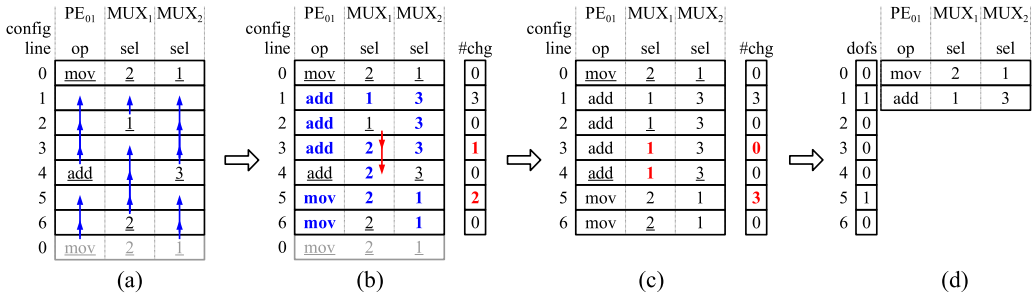 PE01 MUX1 MUX2
config line op sel sel
0 mov 2 1
1
2 1
3
4 add 3
5
6 2
0 mov 2 1
(a)
PE01 MUX1 MUX2
config line op sel sel #chg
0 mov 2 1 0
1 add 1 3 3
2 add 1 3 0
3 add 2 3 1
4 add 2 3 0
5 mov 2 1 2
6 mov 2 1 0
0 mov 2 1
(b)
PE01 MUX1 MUX2
config line op sel sel #chg
0 mov 2 1 0
1 add 1 3 3
2 add 1 3 0
3 add 1 3 0
4 add 1 3 0
5 mov 2 1 3
6 mov 2 1 0
(c)
PE01 MUX1 MUX2
dofs op sel sel
0 0 mov 2 1
1 1 add 1 3
2 0
3 0
4 0
5 1
6 0
(d)